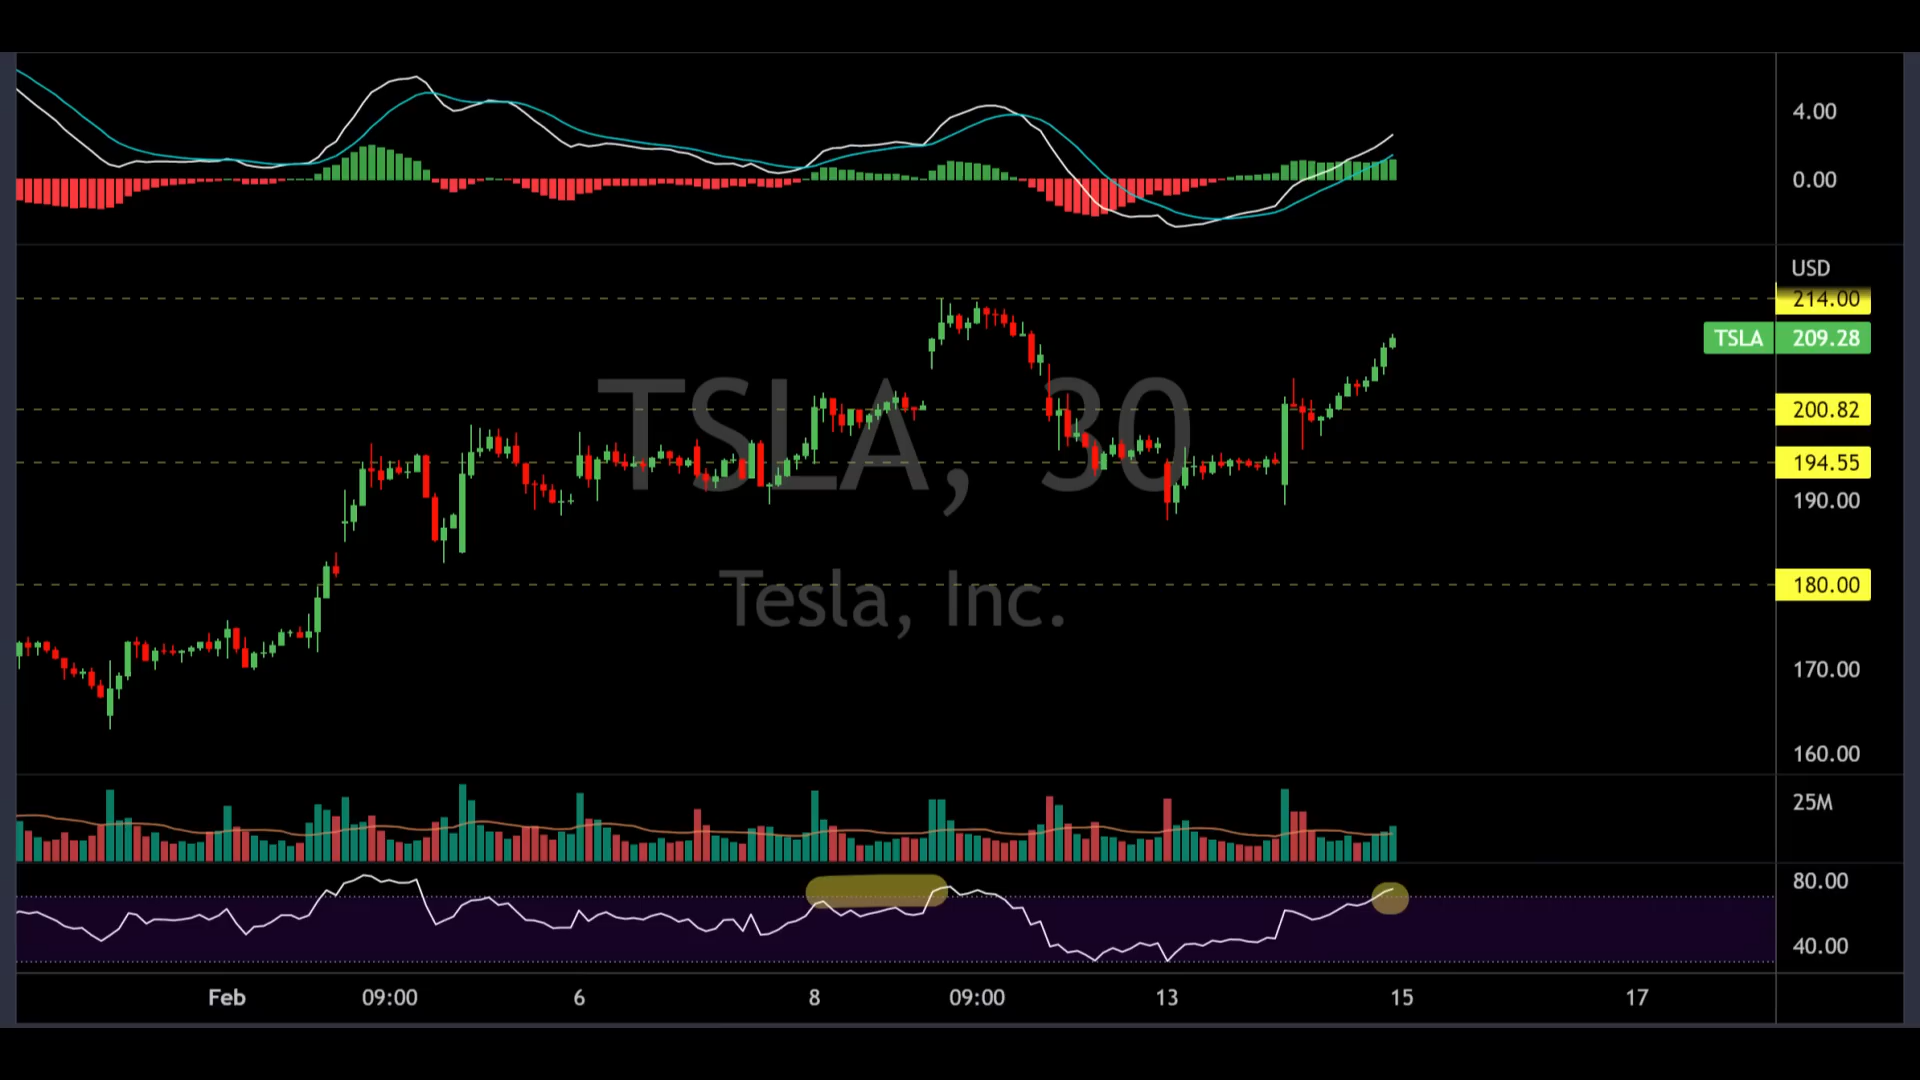 4.00
0.00
USD
214.00
TSLA 209.28
TSLA, 30
200.82
194.55
190.00
180.00
Tesla, Inc.
170.00
160.00
25M
80.00
40.00
Feb 09:00 6 8 09:00 13 15 17